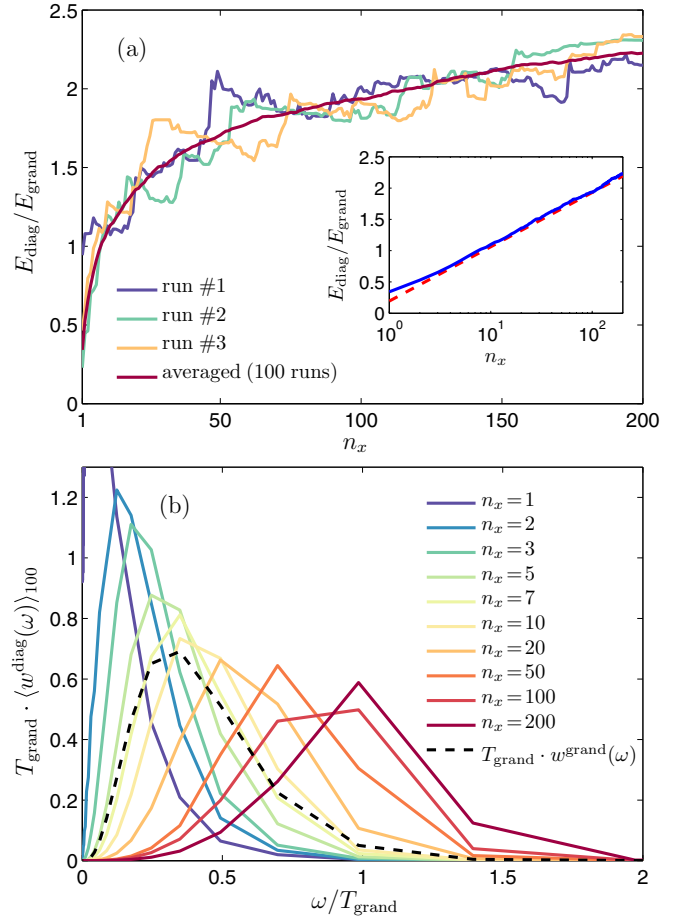 2.5
(a)
2
1.5
1
0.5
0
E_diag/E_grand
run #1
run #2
run #3
averaged (100 runs)
1 50 100 150 200
n_x
2.5
2
1.5
1
0.5
0
E_diag/E_grand
10^0 10^1 10^2
n_x
(b)
1.2
1
0.8
0.6
0.4
0.2
0
T_grand · ⟨w^diag(ω)⟩_100
n_x=1
n_x=2
n_x=3
n_x=5
n_x=7
n_x=10
n_x=20
n_x=50
n_x=100
n_x=200
T_grand · w^grand(ω)
0 0.5 1 1.5 2
ω/T_grand